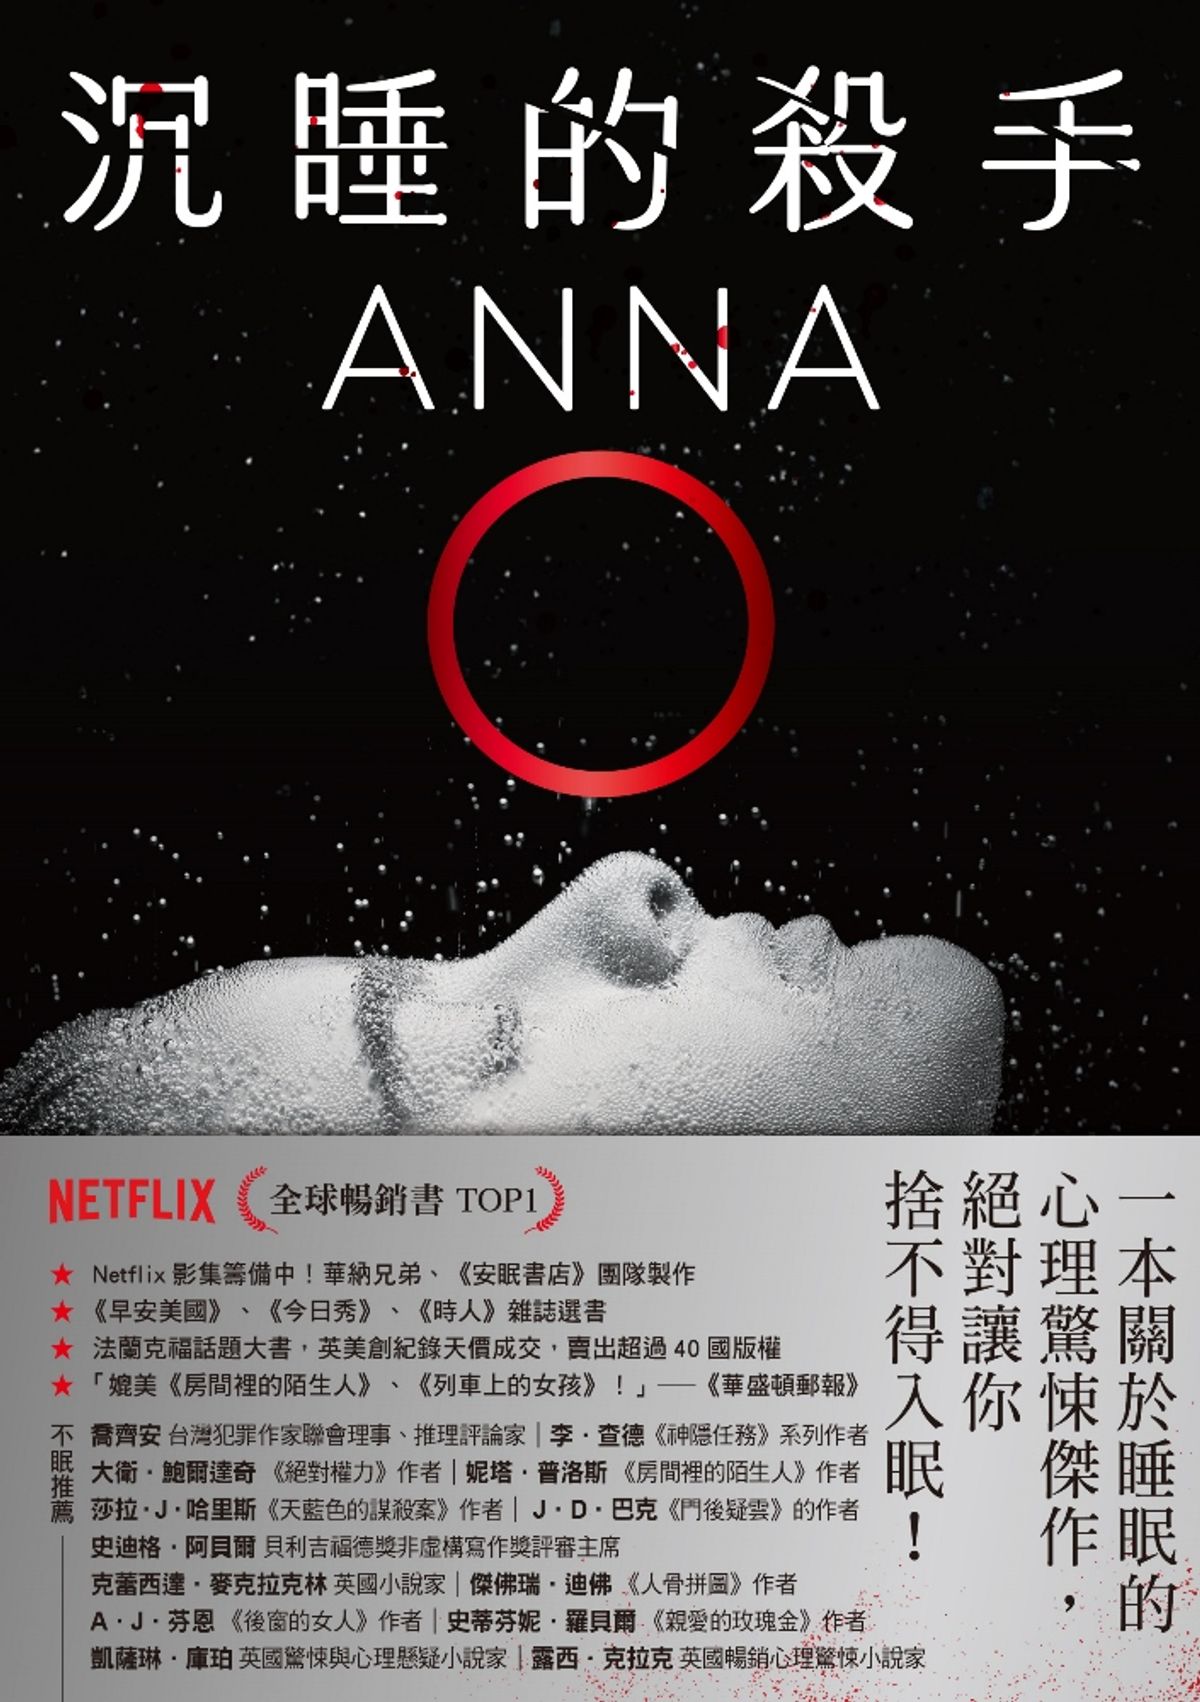 沉睡的殺手
ANNA
O
NETFLIX 全球暢銷書 TOP1
★ Netflix 影集籌備中！華納兄弟、《安眠書店》團隊製作
★ 《早安美國》、《今日秀》、《時人》雜誌選書
★ 法蘭克福話題大書，英美創紀錄天價成交，賣出超過 40 國版權
★ 「媲美《房間裡的陌生人》、《列車上的女孩》！」──《華盛頓郵報》
不眠推薦
喬齊安 台灣犯罪作家聯會理事、推理評論家｜李・查德《神隱任務》系列作者
大衛・鮑爾達奇 《絕對權力》作者｜妮塔・普洛斯 《房間裡的陌生人》作者
莎拉・J・哈里斯《天藍色的謀殺案》作者｜ J・D・巴克《門後疑雲》的作者
史迪格・阿貝爾 貝利吉福德獎非虛構寫作獎評審主席
克蕾西達・麥克拉克林 英國小說家｜傑佛瑞・迪佛 《人骨拼圖》作者
A・J・芬恩 《後窗的女人》作者｜史蒂芬妮・羅貝爾 《親愛的玫瑰金》作者
凱薩琳・庫珀 英國驚悚與心理懸疑小說家｜露西・克拉克 英國暢銷心理驚悚小說家
一本關於睡眠的
心理驚悚傑作，
絕對讓你
捨不得入眠！